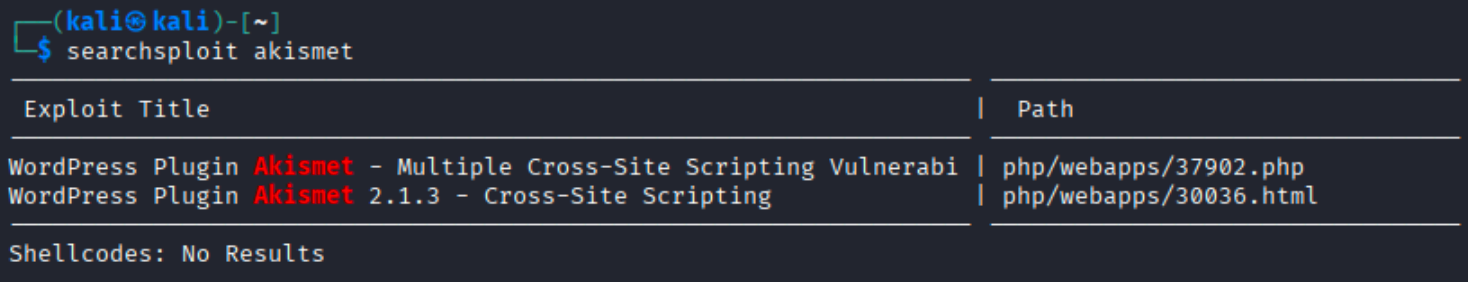 (kali㉿kali)-[~]
$ searchsploit akismet
Exploit Title | Path
WordPress Plugin Akismet - Multiple Cross-Site Scripting Vulnerabi | php/webapps/37902.php
WordPress Plugin Akismet 2.1.3 - Cross-Site Scripting | php/webapps/30036.html
Shellcodes: No Results